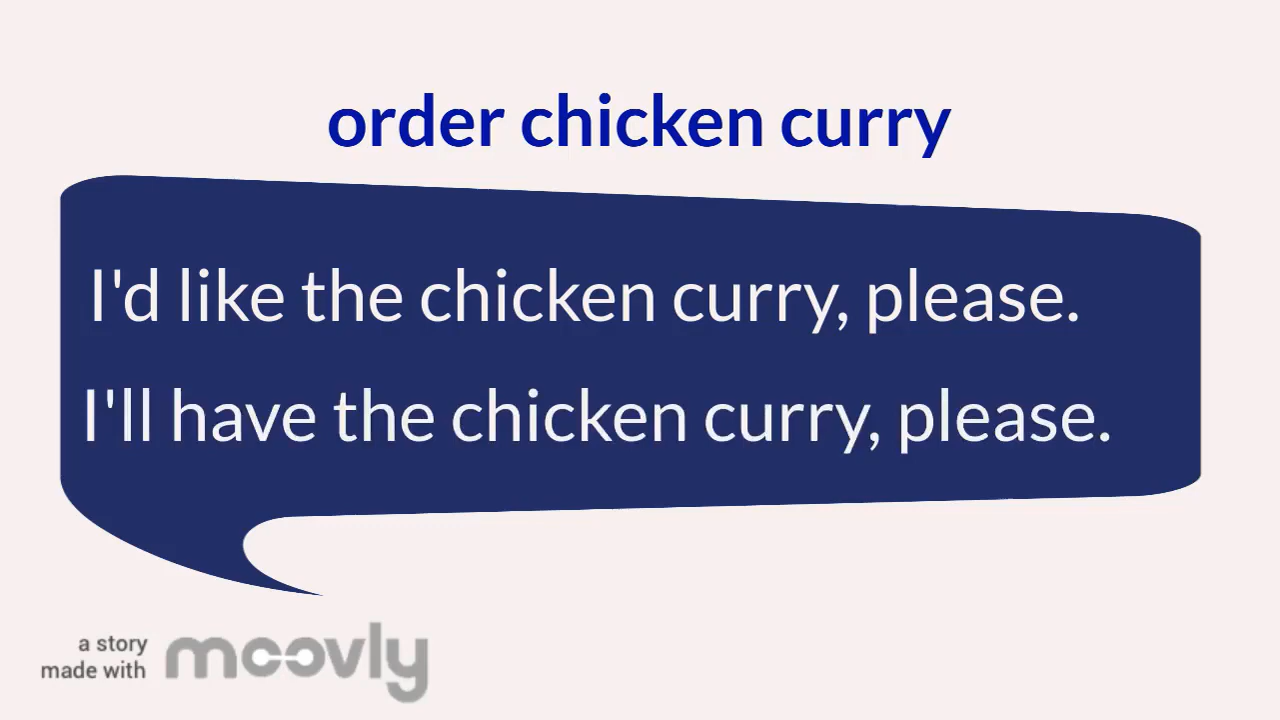 order chicken curry
I'd like the chicken curry, please.
I'll have the chicken curry, please.
a story
made with moovly